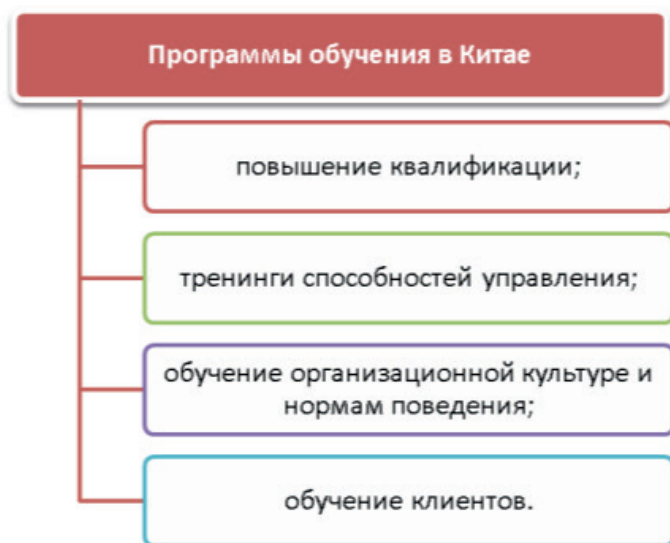 Программы обучения в Китае
повышение квалификации;
тренинги способностей управления;
обучение организационной культуре и
нормам поведения;
обучение клиентов.